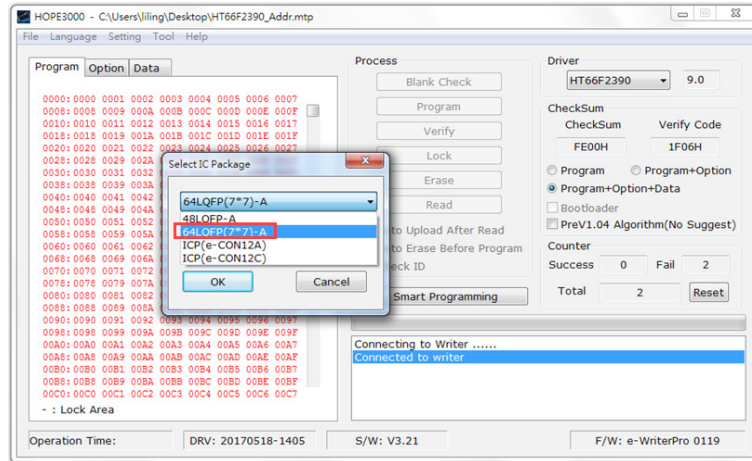 HOPE3000 - C:\Users\liling\Desktop\HT66F2390_Addr.mtp
File Language Setting Tool Help
Program Option Data
0000:0000 0001 0002 0003 0004 0005 0006 0007
0008:0008 0009 000A 000B 000C 000D 000E 000F
0010:0010 0011 0012 0013 0014 0015 0016 0017
0018:0018 0019 001A 001B 001C 001D 001E 001F
0020:0020 0021 0022 0023 0024 0025 0026 0027
0028:0028 0029 002A
0030:0030 0031 0032
0038:0038 0039 003A
0040:0040 0041 0042
0048:0048 0049 004A
0050:0050 0051 0052
0058:0058 0059 005A
0060:0060 0061 0062
0068:0068 0069 006A
0070:0070 0071 0072
0078:0078 0079 007A
0080:0080 0081 0082
0088:0088 0089 008A
0090:0090 0091 0092 0093 0094 0095 0096 0097
0098:0098 0099 009A 009B 009C 009D 009E 009F
00A0:00A0 00A1 00A2 00A3 00A4 00A5 00A6 00A7
00A8:00A8 00A9 00AA 00AB 00AC 00AD 00AE 00AF
00B0:00B0 00B1 00B2 00B3 00B4 00B5 00B6 00B7
00B8:00B8 00B9 00BA 00BB 00BC 00BD 00BE 00BF
00C0:00C0 00C1 00C2 00C3 00C4 00C5 00C6 00C7
- : Lock Area
Select IC Package
64LQFP(7*7)-A
48LQFP-A
64LQFP(7*7)-A
ICP(e-CON12A)
ICP(e-CON12C)
OK Cancel
Process
Blank Check
Program
Verify
Lock
Erase
Read
to Upload After Read
to Erase Before Program
eck ID
Smart Programming
Driver
HT66F2390 9.0
CheckSum
CheckSum Verify Code
FE00H 1F06H
Program Program+Option
Program+Option+Data
Bootloader
PreV1.04 Algorithm(No Suggest)
Counter
Success 0 Fail 2
Total 2 Reset
Connecting to Writer ......
Connected to writer
Operation Time: DRV: 20170518-1405 S/W: V3.21 F/W: e-WriterPro 0119